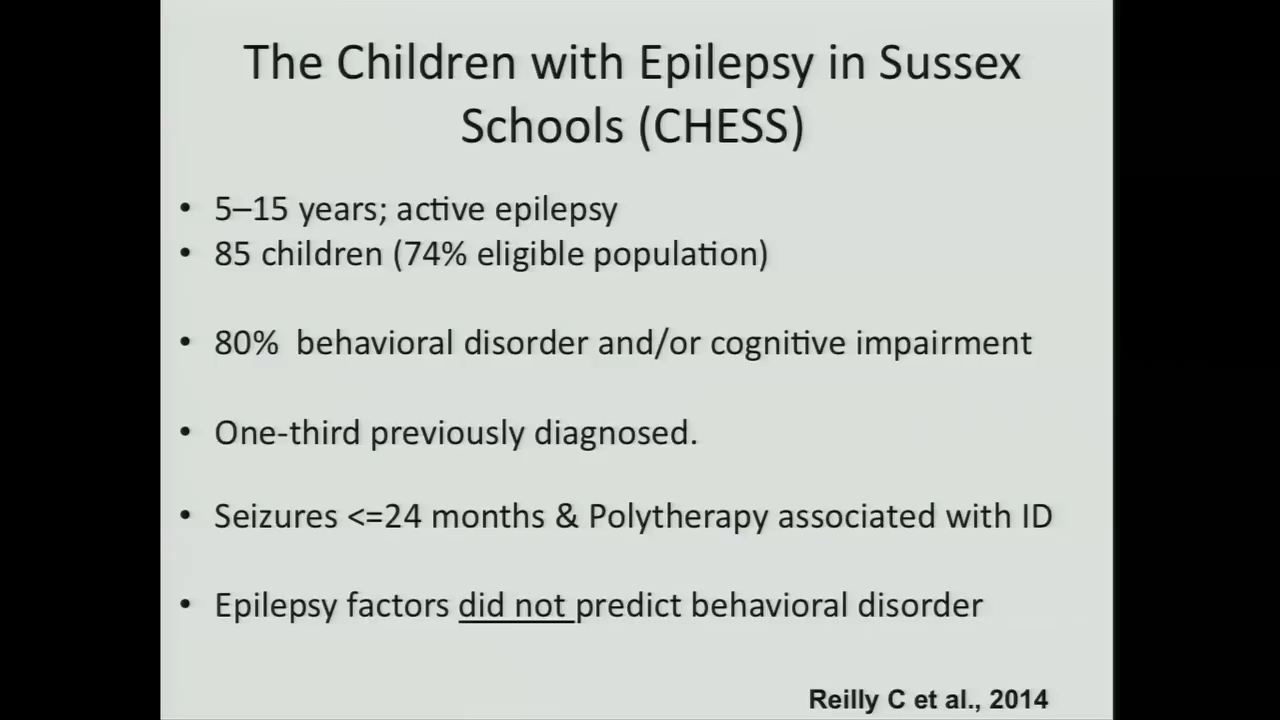 The Children with Epilepsy in Sussex
Schools (CHESS)
• 5–15 years; active epilepsy
• 85 children (74% eligible population)
• 80% behavioral disorder and/or cognitive impairment
• One-third previously diagnosed.
• Seizures <=24 months & Polytherapy associated with ID
• Epilepsy factors did not predict behavioral disorder
Reilly C et al., 2014